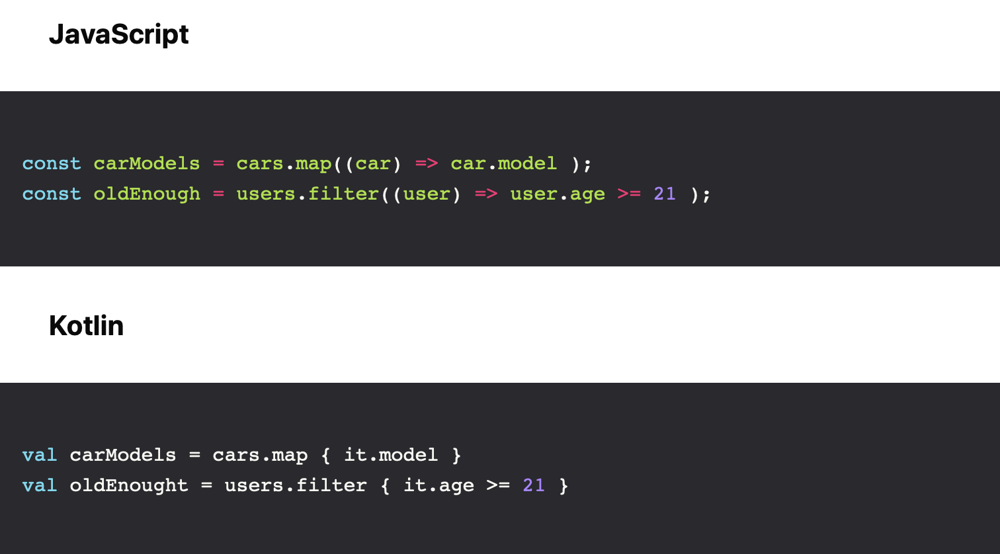 JavaScript
const carModels = cars.map((car) => car.model );
const oldEnough = users.filter((user) => user.age >= 21 );
Kotlin
val carModels = cars.map { it.model }
val oldEnought = users.filter { it.age >= 21 }